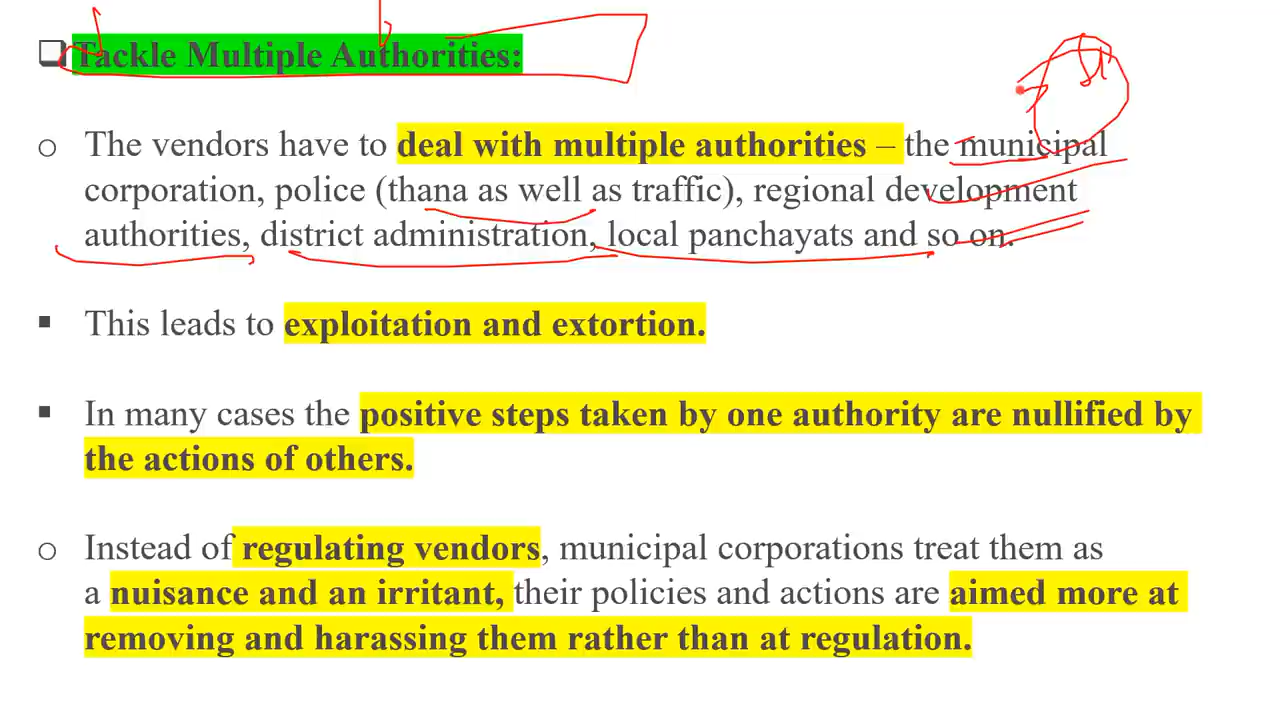 Tackle Multiple Authorities:
The vendors have to deal with multiple authorities – the municipal
corporation, police (thana as well as traffic), regional development
authorities, district administration, local panchayats and so on.
This leads to exploitation and extortion.
In many cases the positive steps taken by one authority are nullified by
the actions of others.
Instead of regulating vendors, municipal corporations treat them as
a nuisance and an irritant, their policies and actions are aimed more at
removing and harassing them rather than at regulation.